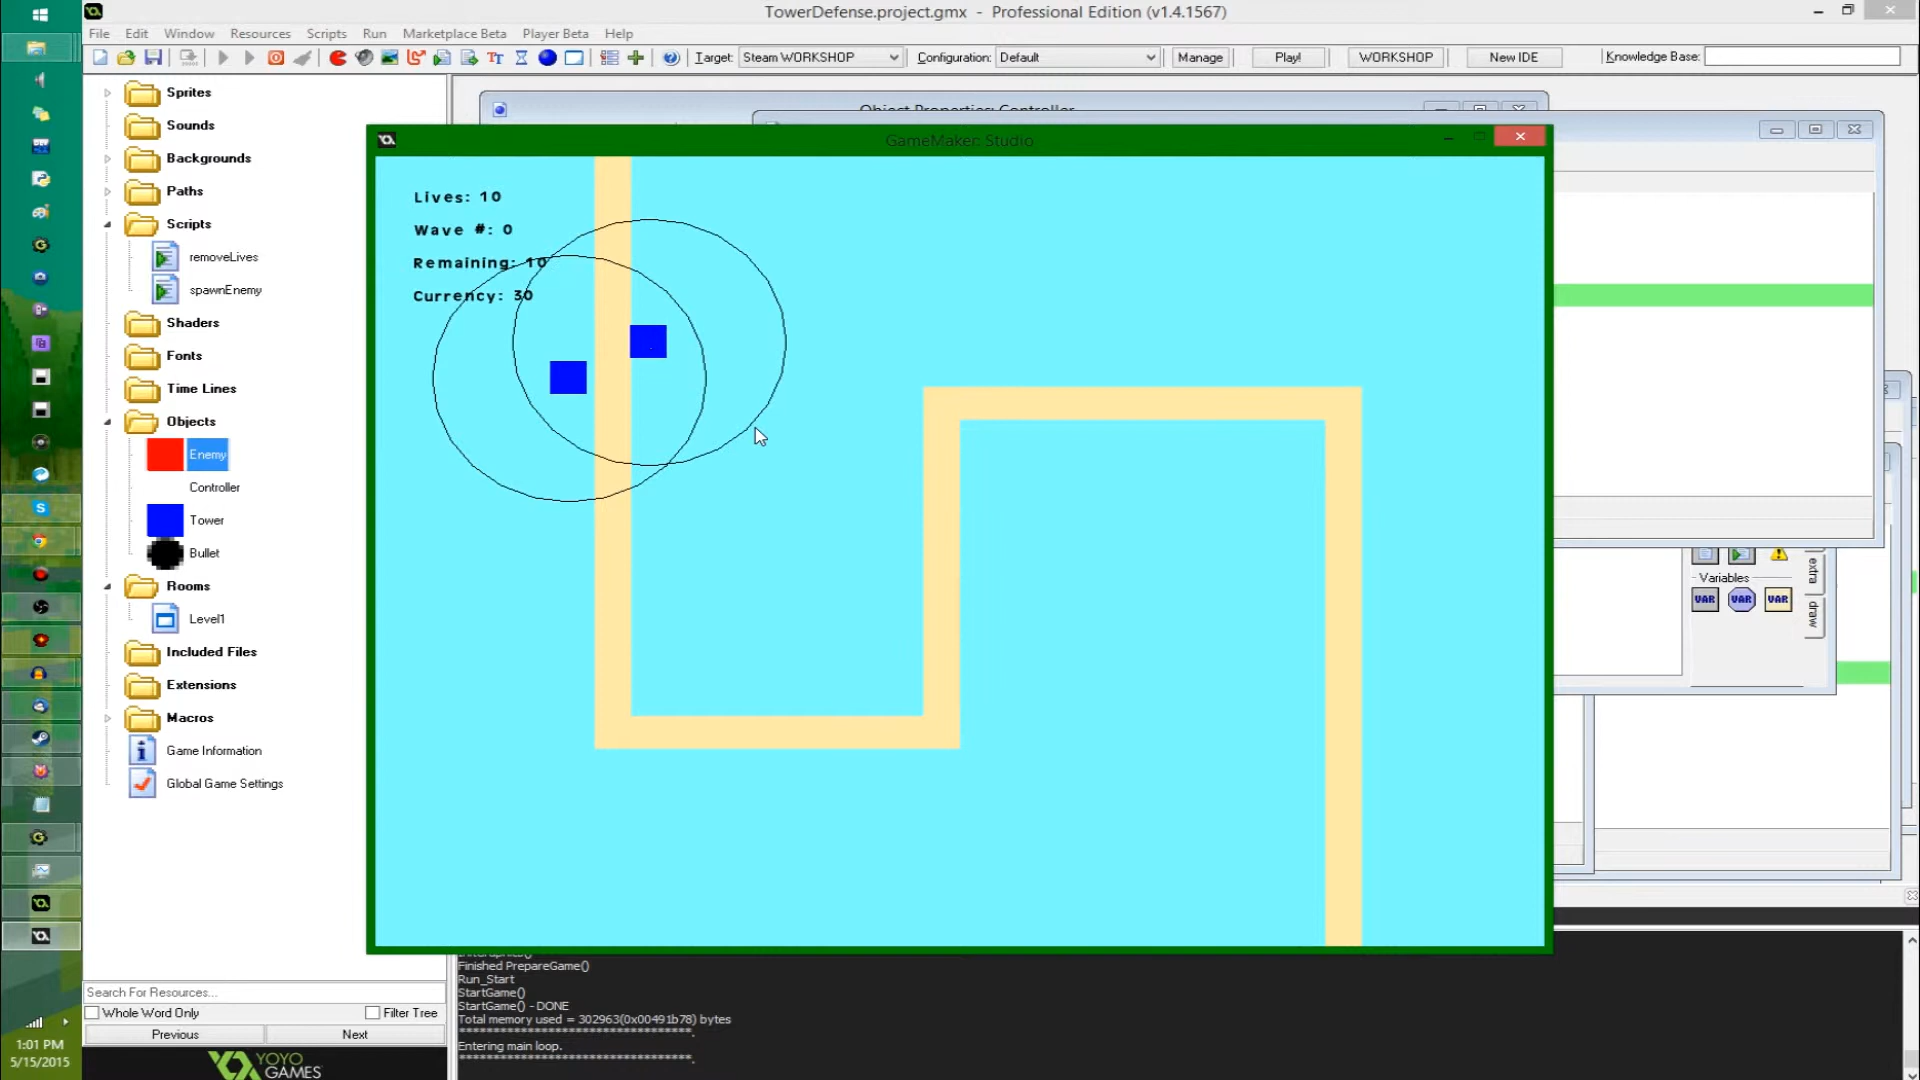 TowerDefense.project.gmx - Professional Edition (v1.4.1567)
File Edit Window Resources Scripts Run Marketplace Beta Player Beta Help
Target: Steam WORKSHOP Configuration: Default Manage Play! WORKSHOP New IDE Knowledge Base:
Sprites
Sounds
Backgrounds
Paths
Scripts
removeLives
spawnEnemy
Shaders
Fonts
Time Lines
Objects
Enemy
Controller
Tower
Bullet
Rooms
Level1
Included Files
Extensions
Macros
Game Information
Global Game Settings
Search For Resources...
Whole Word Only Filter Tree
Previous Next
YOYO
GAMES
1:01 PM
5/15/2015
Object Properties: Controller
GameMaker: Studio
Lives: 10
Wave #: 0
Remaining: 10
Currency: 30
Variables
VAR VAR VAR
extra
draw
Finished PrepareGame()
Run_Start
StartGame()
StartGame() - DONE
Total memory used = 302963(0x00491b78) bytes
**********************************.
Entering main loop.
**********************************.